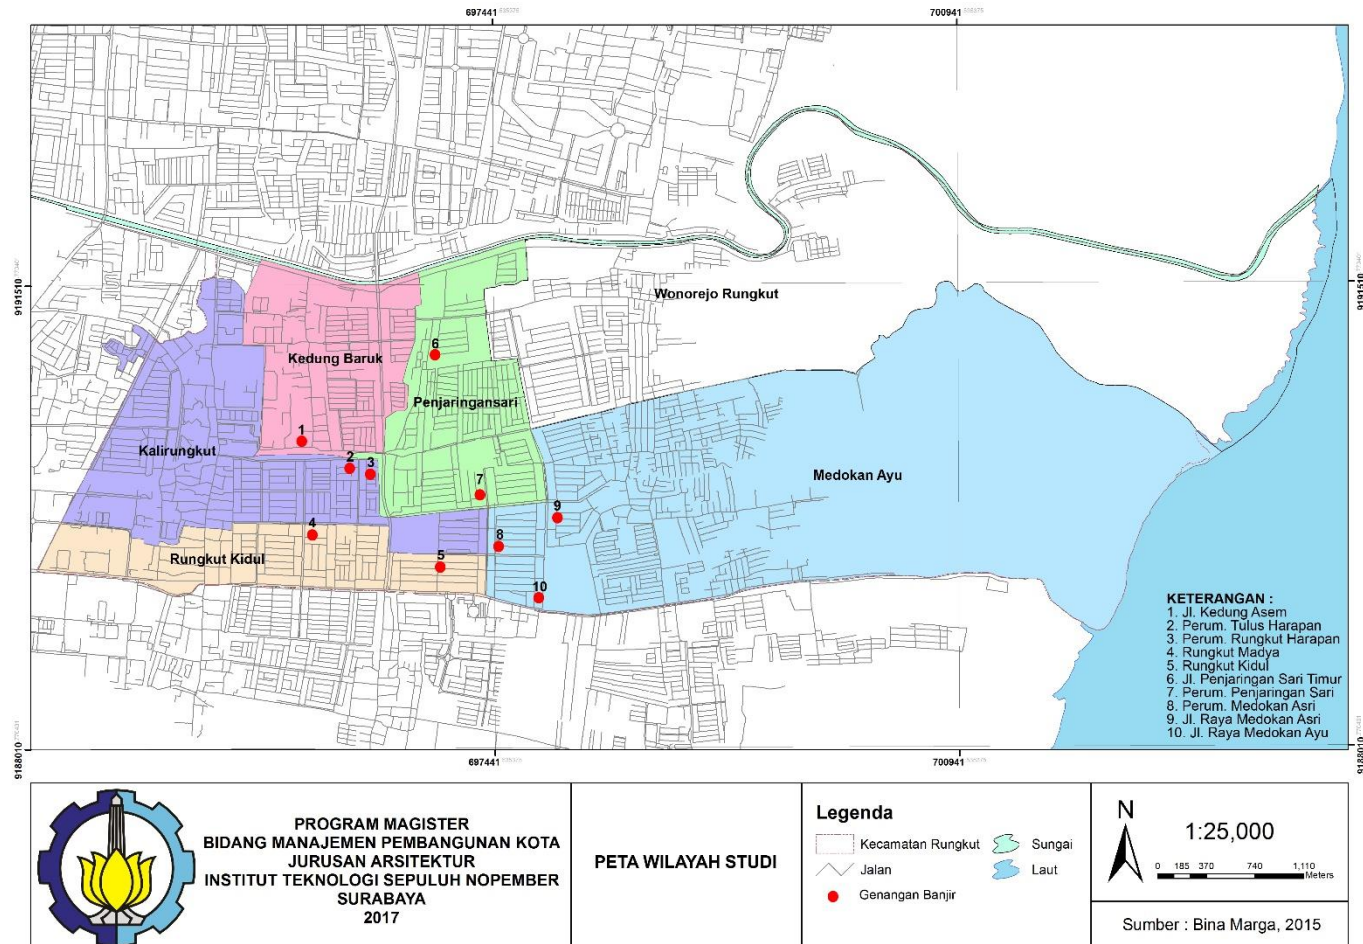 697441
700941
9191510
9191510
Wonorejo Rungkut
Kedung Baruk
6
Penjaringansari
1
Kalirungkut
2
3
Medokan Ayu
7
9
4
8
Rungkut Kidul
5
10
KETERANGAN :
1. Jl. Kedung Asem
2. Perum. Tulus Harapan
3. Perum. Rungkut Harapan
4. Rungkut Madya
5. Rungkut Kidul
6. Jl. Penjaringan Sari Timur
7. Perum. Penjaringan Sari
8. Perum. Medokan Asri
9. Jl. Raya Medokan Asri
10. Jl. Raya Medokan Ayu
9188010
9188010
697441
700941
PROGRAM MAGISTER
BIDANG MANAJEMEN PEMBANGUNAN KOTA
JURUSAN ARSITEKTUR
INSTITUT TEKNOLOGI SEPULUH NOPEMBER
SURABAYA
2017
PETA WILAYAH STUDI
Legenda
Kecamatan Rungkut
Sungai
Jalan
Laut
Genangan Banjir
N
1:25,000
0 185 370 740 1,110
Meters
Sumber : Bina Marga, 2015